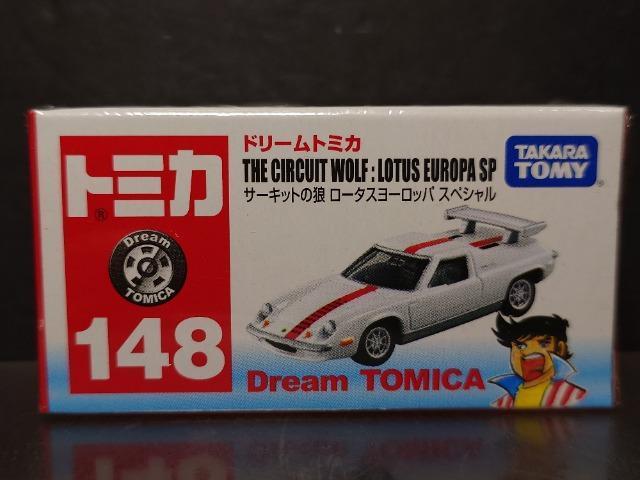 トミカ
®
Dream
TOMICA
148
ドリームトミカ
THE CIRCUIT WOLF : LOTUS EUROPA SP
サーキットの狼 ロータスヨーロッパ スペシャル
TAKARA
TOMY
®
Dream TOMICA